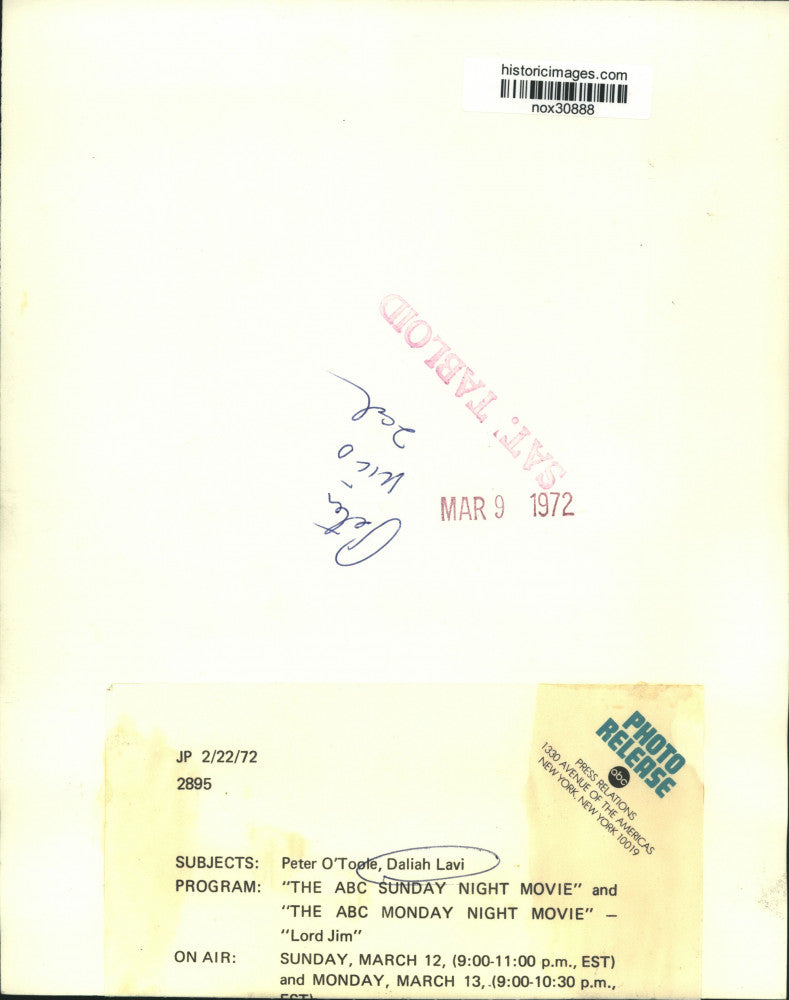 historicimages.com
nox30888
SAT. TABLOID
Peter
MAR 9 1972
PHOTO
RELEASE
abc
PRESS RELATIONS
1330 AVENUE OF THE AMERICAS
NEW YORK, NEW YORK 10019
JP 2/22/72
2895
SUBJECTS: Peter O'Toole, Daliah Lavi
PROGRAM: "THE ABC SUNDAY NIGHT MOVIE" and
"THE ABC MONDAY NIGHT MOVIE" –
"Lord Jim"
ON AIR: SUNDAY, MARCH 12, (9:00-11:00 p.m., EST)
and MONDAY, MARCH 13, (9:00-10:30 p.m.,
EST)